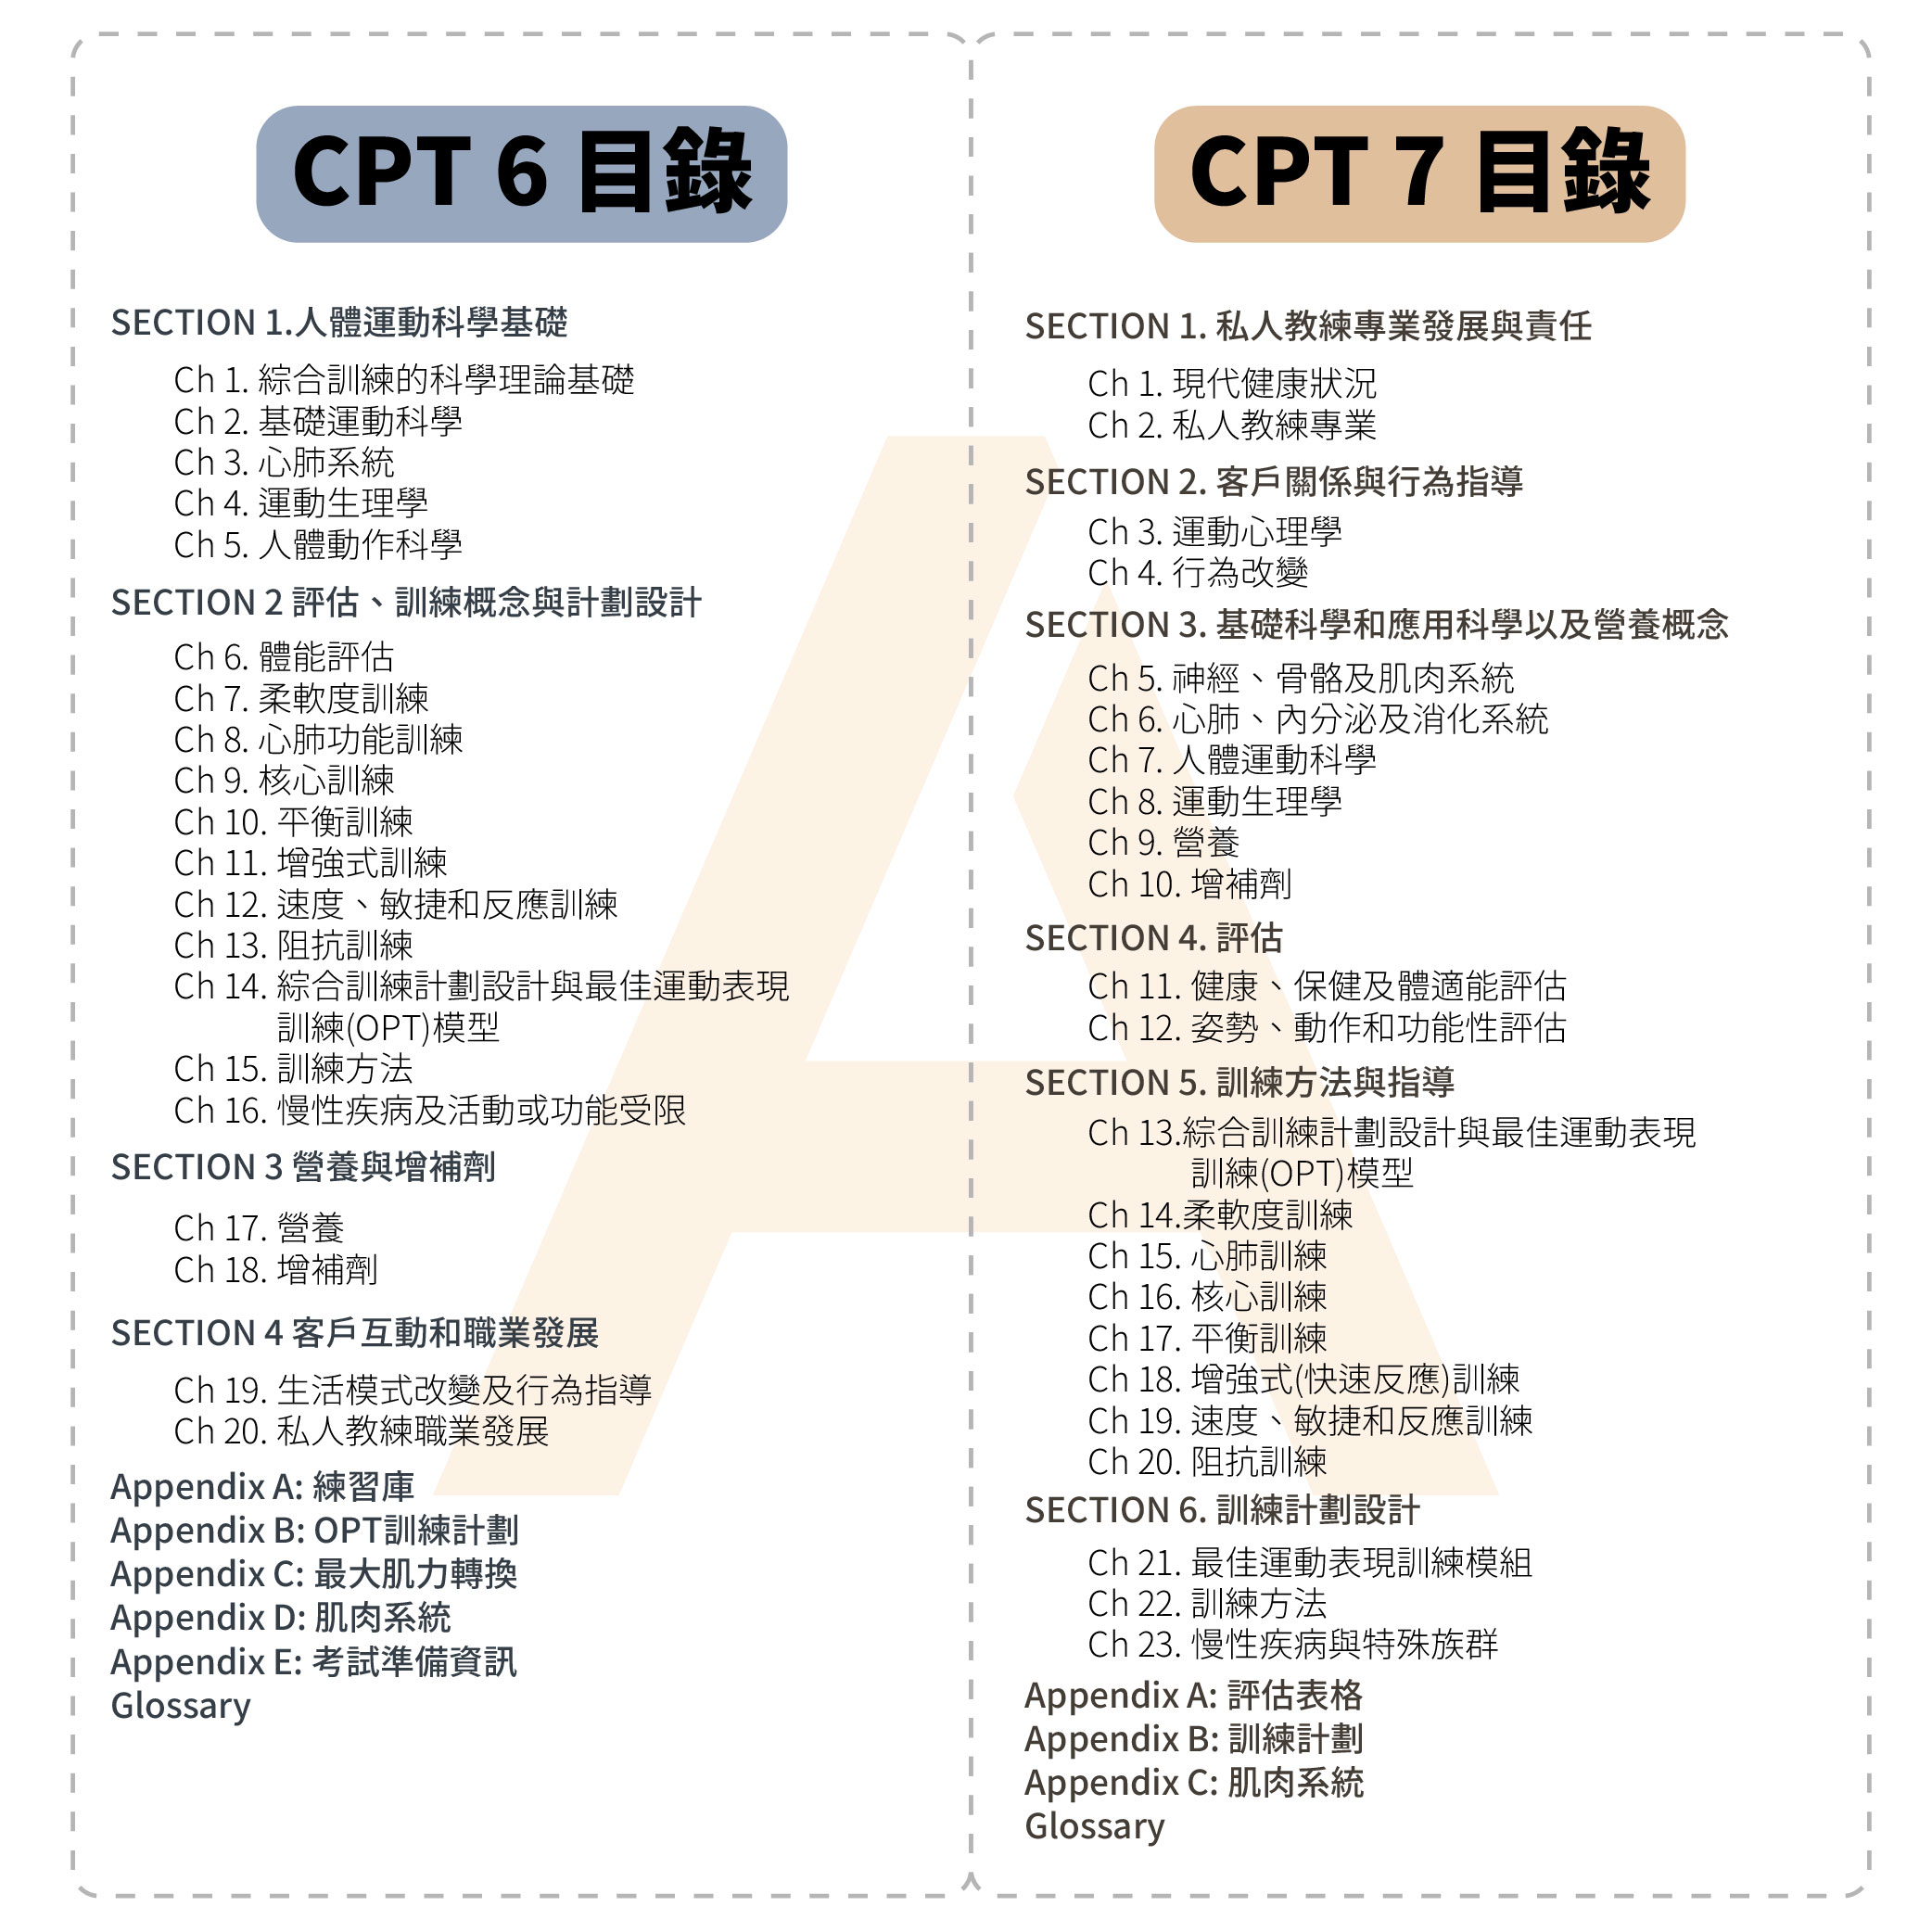 CPT 6 目錄
SECTION 1.人體運動科學基礎
Ch 1. 綜合訓練的科學理論基礎
Ch 2. 基礎運動科學
Ch 3. 心肺系統
Ch 4. 運動生理學
Ch 5. 人體動作科學
SECTION 2 評估、訓練概念與計劃設計
Ch 6. 體能評估
Ch 7. 柔軟度訓練
Ch 8. 心肺功能訓練
Ch 9. 核心訓練
Ch 10. 平衡訓練
Ch 11. 增強式訓練
Ch 12. 速度、敏捷和反應訓練
Ch 13. 阻抗訓練
Ch 14. 綜合訓練計劃設計與最佳運動表現
訓練(OPT)模型
Ch 15. 訓練方法
Ch 16. 慢性疾病及活動或功能受限
SECTION 3 營養與增補劑
Ch 17. 營養
Ch 18. 增補劑
SECTION 4 客戶互動和職業發展
Ch 19. 生活模式改變及行為指導
Ch 20. 私人教練職業發展
Appendix A: 練習庫
Appendix B: OPT訓練計劃
Appendix C: 最大肌力轉換
Appendix D: 肌肉系統
Appendix E: 考試準備資訊
Glossary
CPT 7 目錄
SECTION 1. 私人教練專業發展與責任
Ch 1. 現代健康狀況
Ch 2. 私人教練專業
SECTION 2. 客戶關係與行為指導
Ch 3. 運動心理學
Ch 4. 行為改變
SECTION 3. 基礎科學和應用科學以及營養概念
Ch 5. 神經、骨骼及肌肉系統
Ch 6. 心肺、內分泌及消化系統
Ch 7. 人體運動科學
Ch 8. 運動生理學
Ch 9. 營養
Ch 10. 增補劑
SECTION 4. 評估
Ch 11. 健康、保健及體適能評估
Ch 12. 姿勢、動作和功能性評估
SECTION 5. 訓練方法與指導
Ch 13.綜合訓練計劃設計與最佳運動表現
訓練(OPT)模型
Ch 14.柔軟度訓練
Ch 15. 心肺訓練
Ch 16. 核心訓練
Ch 17. 平衡訓練
Ch 18. 增強式(快速反應)訓練
Ch 19. 速度、敏捷和反應訓練
Ch 20. 阻抗訓練
SECTION 6. 訓練計劃設計
Ch 21. 最佳運動表現訓練模組
Ch 22. 訓練方法
Ch 23. 慢性疾病與特殊族群
Appendix A: 評估表格
Appendix B: 訓練計劃
Appendix C: 肌肉系統
Glossary